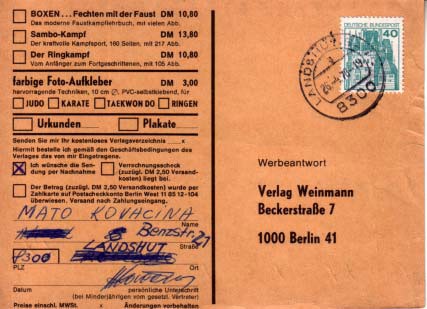 BOXEN ... Fechten mit der Faust DM 10,80
Das moderne Faustkampflehrbuch, mit vielen Abb.
Sambo-Kampf DM 13,80
Der kraftvolle Kampfsport, 160 Seiten, mit 217 Abb.
Der Ringkampf DM 10,80
Vom Anfänger zum Fortgeschrittenen, mit 105 Abb.
farbige Foto-Aufkleber DM 3,00
hervorragende Techniken, 10 cm ∅, PVC-selbstklebend, für
JUDO KARATE TAEKWON DO RINGEN
Urkunden Plakate
Senden Sie mir Ihr kostenloses Verlagsverzeichnis
Hiermit bestelle ich gemäß den Geschäftsbedingungen des
Verlages das von mir Eingetragene.
Ich wünsche die Sendung per Nachnahme
Verrechnungsscheck (zuzügl. DM 2,50 Versandkosten) liegt bei.
Der Betrag (zuzügl. DM 2,50 Versandkosten) wurde per
Zahlkarte auf Postscheckkonto Berlin West 11 05 12-104
überwiesen. Versand nach Zahlungseingang.
MATO KOVACINA
Name
Benzstr. 27
Straße
LANDSHUT
8300
PLZ Ort
Datum persönliche Unterschrift
(bei Minderjährigen vom gesetzl. Vertreter)
Preise einschl. MWSt. x Änderungen vorbehalten
LANDSHUT
8300
DEUTSCHE BUNDESPOST
40
Werbeantwort
Verlag Weinmann
Beckerstraße 7
1000 Berlin 41